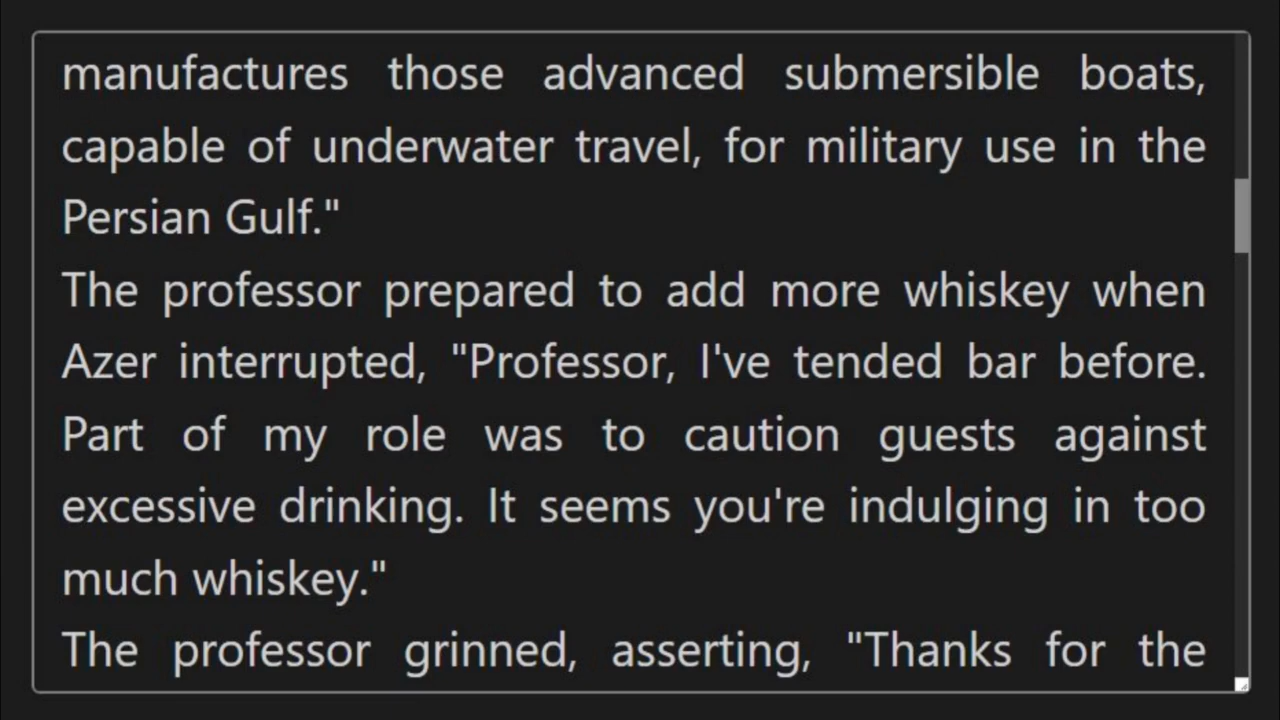 manufactures those advanced submersible boats,
capable of underwater travel, for military use in the
Persian Gulf."
The professor prepared to add more whiskey when
Azer interrupted, "Professor, I've tended bar before.
Part of my role was to caution guests against
excessive drinking. It seems you're indulging in too
much whiskey."
The professor grinned, asserting, "Thanks for the